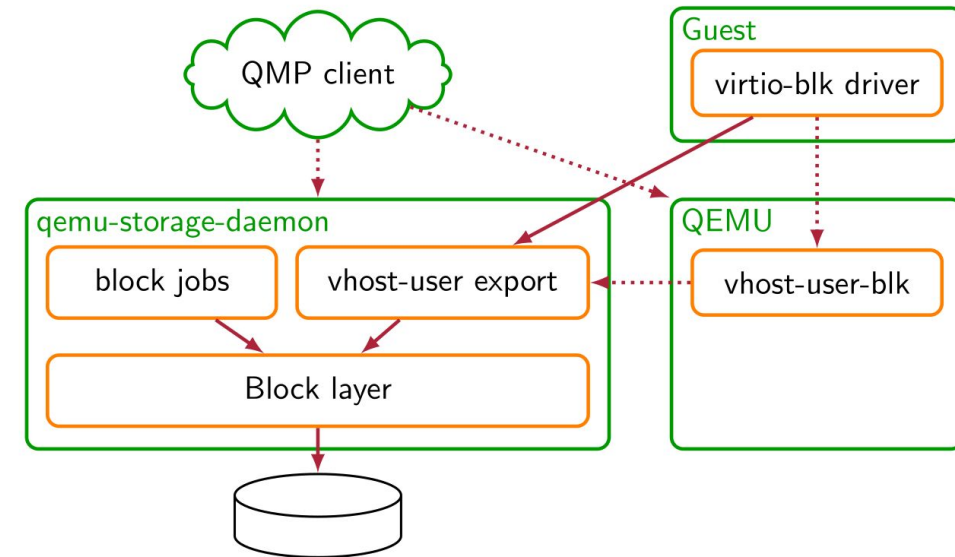 Guest
QMP client
virtio-blk driver
qemu-storage-daemon
QEMU
block jobs
vhost-user export
vhost-user-blk
Block layer